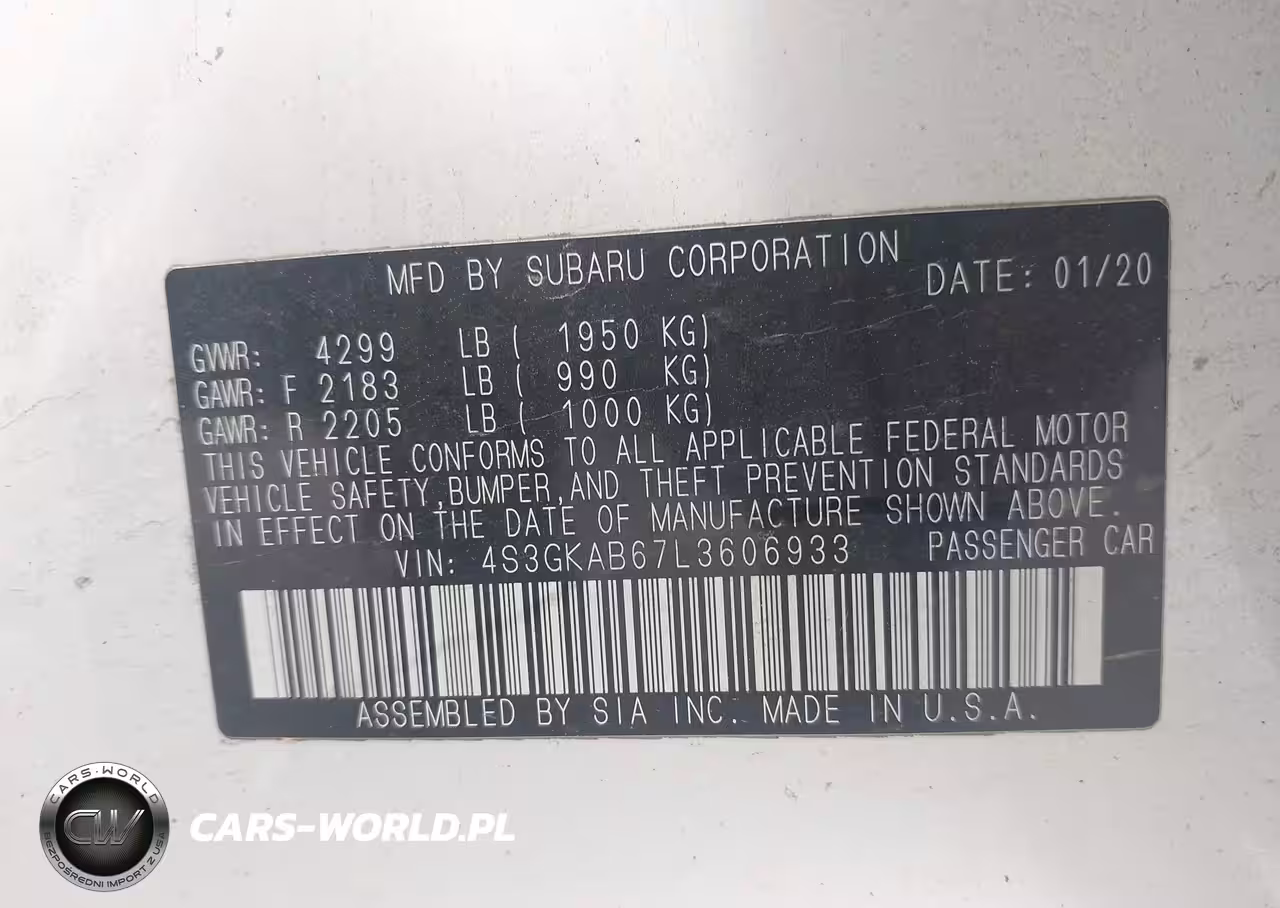 MFD BY SUBARU CORPORATION DATE: 01/20
GVWR: 4299 LB ( 1950 KG)
GAWR: F 2183 LB ( 990 KG)
GAWR: R 2205 LB ( 1000 KG)
THIS VEHICLE CONFORMS TO ALL APPLICABLE FEDERAL MOTOR
VEHICLE SAFETY,BUMPER,AND THEFT PREVENTION STANDARDS
IN EFFECT ON THE DATE OF MANUFACTURE SHOWN ABOVE.
VIN: 4S3GKAB67L3606933 PASSENGER CAR
ASSEMBLED BY SIA INC. MADE IN U.S.A.
CARS-WORLD
CW
BEZPOŚREDNI IMPORT Z USA
CARS-WORLD.PL